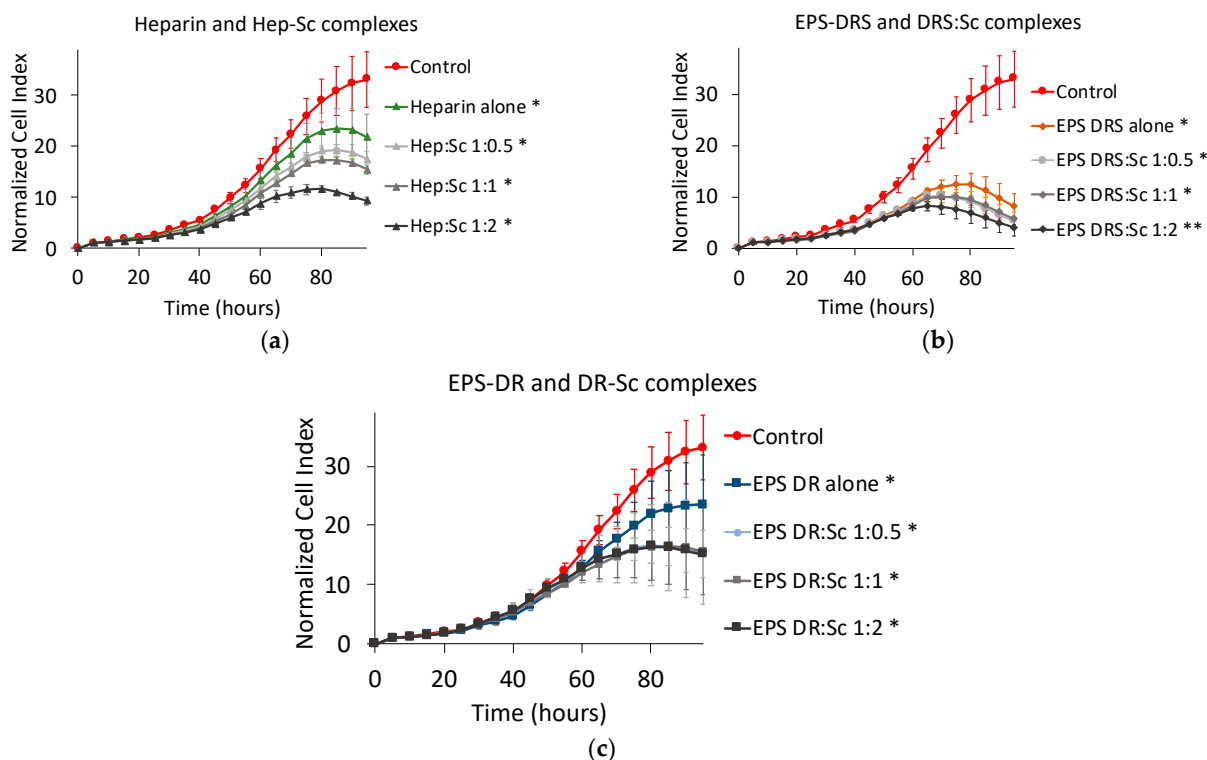 Heparin and Hep-Sc complexes
Normalized Cell Index
30
20
10
0
0 20 40 60 80
Time (hours)
Control
Heparin alone *
Hep:Sc 1:0.5 *
Hep:Sc 1:1 *
Hep:Sc 1:2 *
(a)
EPS-DRS and DRS:Sc complexes
Normalized Cell Index
30
20
10
0
0 20 40 60 80
Time (hours)
Control
EPS DRS alone *
EPS DRS:Sc 1:0.5 *
EPS DRS:Sc 1:1 *
EPS DRS:Sc 1:2 **
(b)
EPS-DR and DR-Sc complexes
Normalized Cell Index
30
20
10
0
0 20 40 60 80
Time (hours)
Control
EPS DR alone *
EPS DR:Sc 1:0.5 *
EPS DR:Sc 1:1 *
EPS DR:Sc 1:2 *
(c)